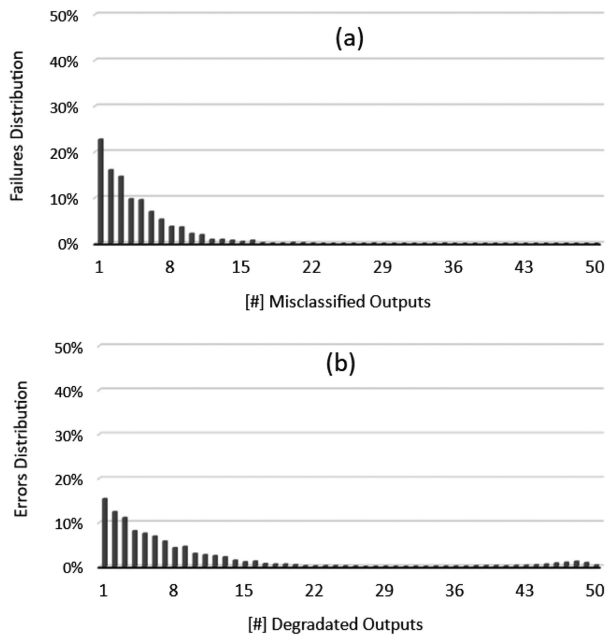 50%
(a)
40%
30%
20%
10%
0%
Failures Distribution
1 8 15 22 29 36 43 50
[#] Misclassified Outputs
50%
(b)
40%
30%
20%
10%
0%
Errors Distribution
1 8 15 22 29 36 43 50
[#] Degradated Outputs